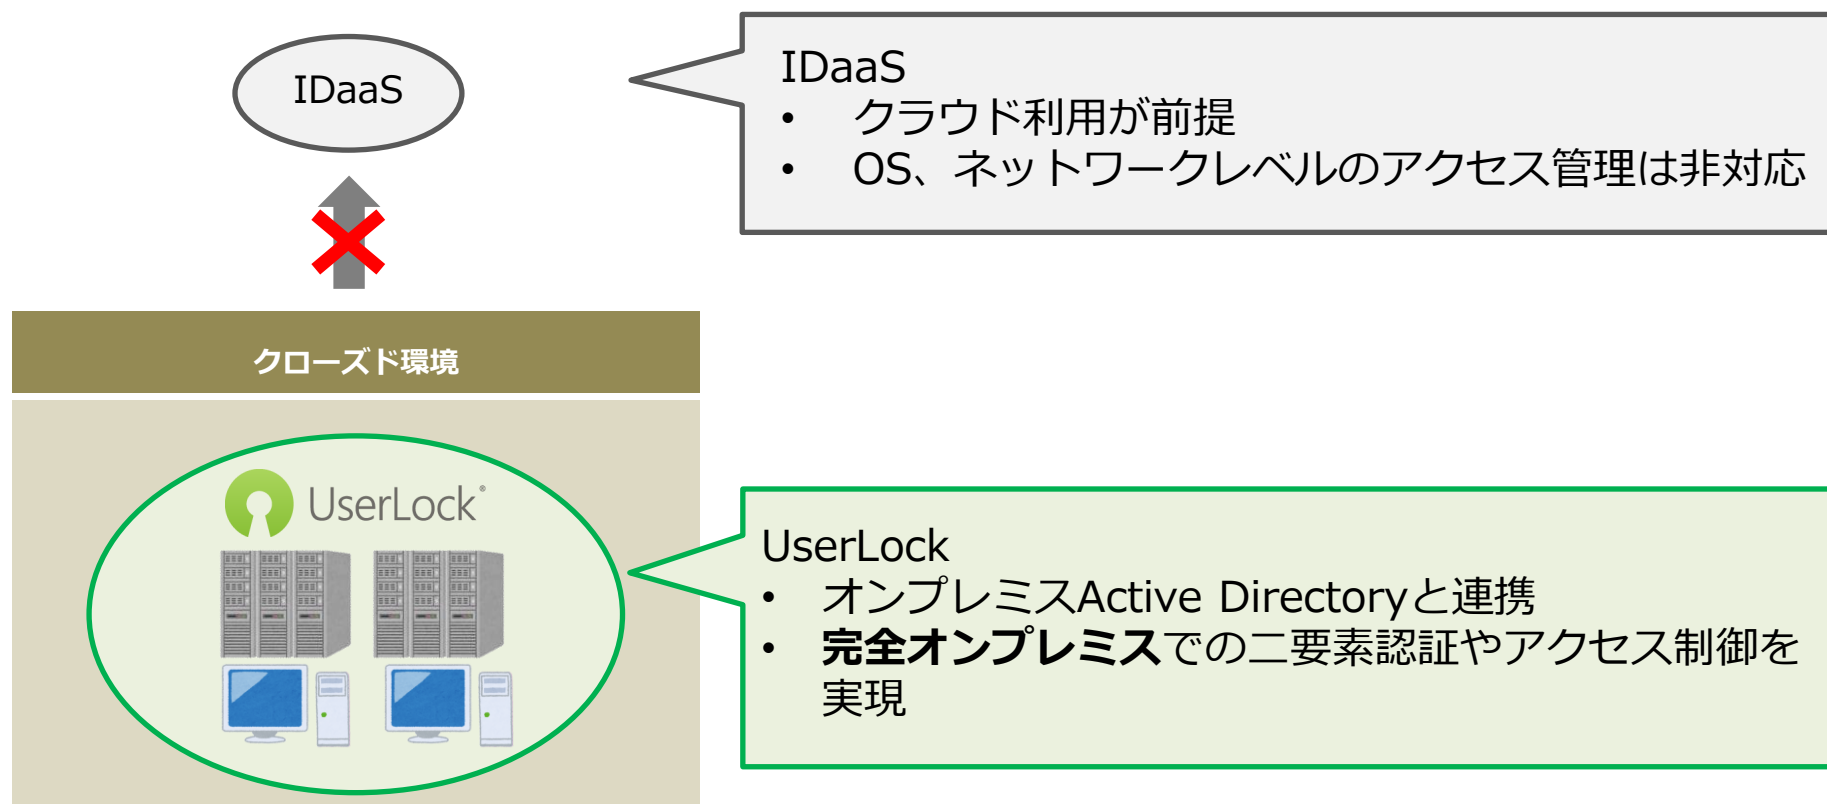 IDaaS
IDaaS
• クラウド利用が前提
• OS、ネットワークレベルのアクセス管理は非対応
クローズド環境
UserLock®
UserLock
• オンプレミスActive Directoryと連携
• 完全オンプレミスでの二要素認証やアクセス制御を
実現